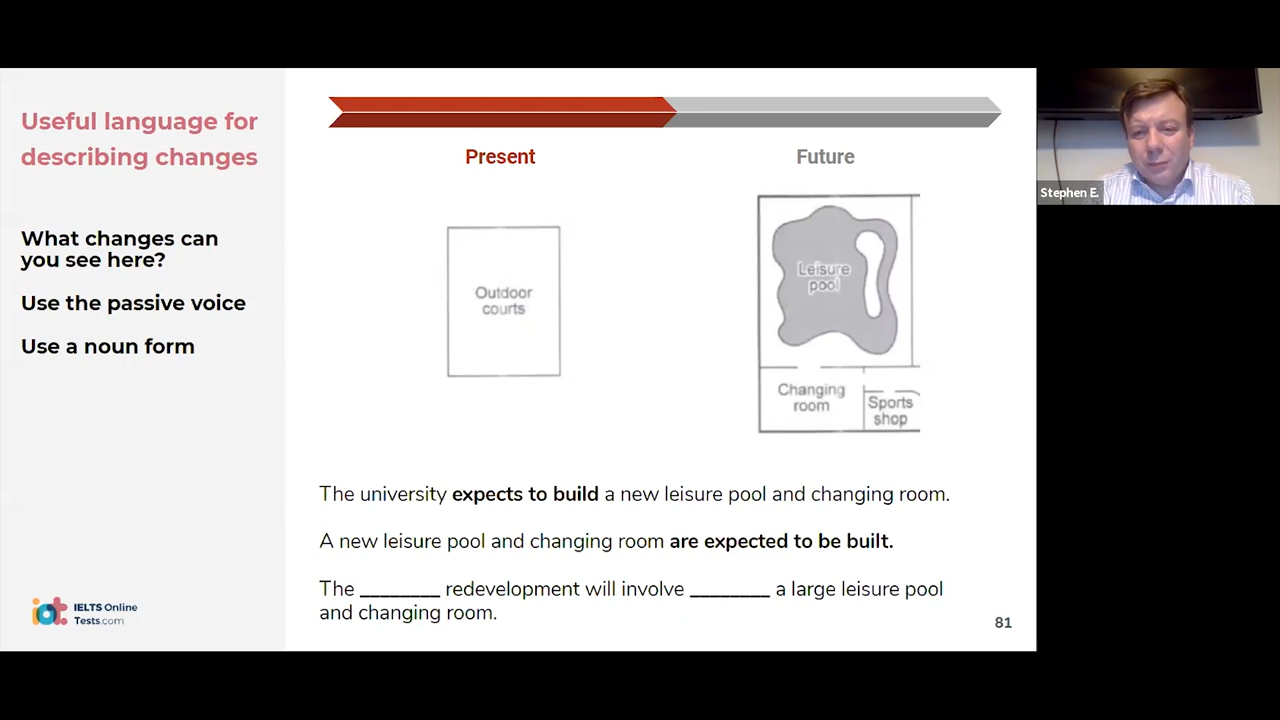 Useful language for
describing changes
What changes can
you see here?
Use the passive voice
Use a noun form
Present
Future
Outdoor
courts
Leisure
pool
Changing
room
Sports
shop
The university expects to build a new leisure pool and changing room.
A new leisure pool and changing room are expected to be built.
The ________ redevelopment will involve ________ a large leisure pool
and changing room.
iot IELTS Online
Tests.com
81
Stephen E.